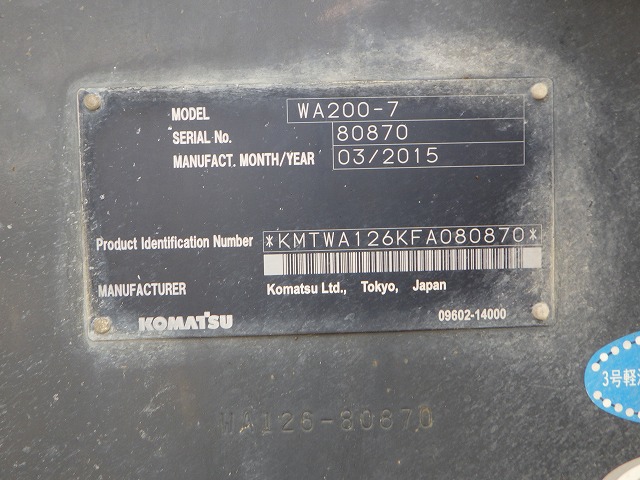 MODEL WA200-7
SERIAL No. 80870
MANUFACT. MONTH/YEAR 03/2015
Product Identification Number *KMTWA126KFA080870*
MANUFACTURER Komatsu Ltd., Tokyo, Japan
KOMATSU 09602-14000
3号軽
WA126-80870